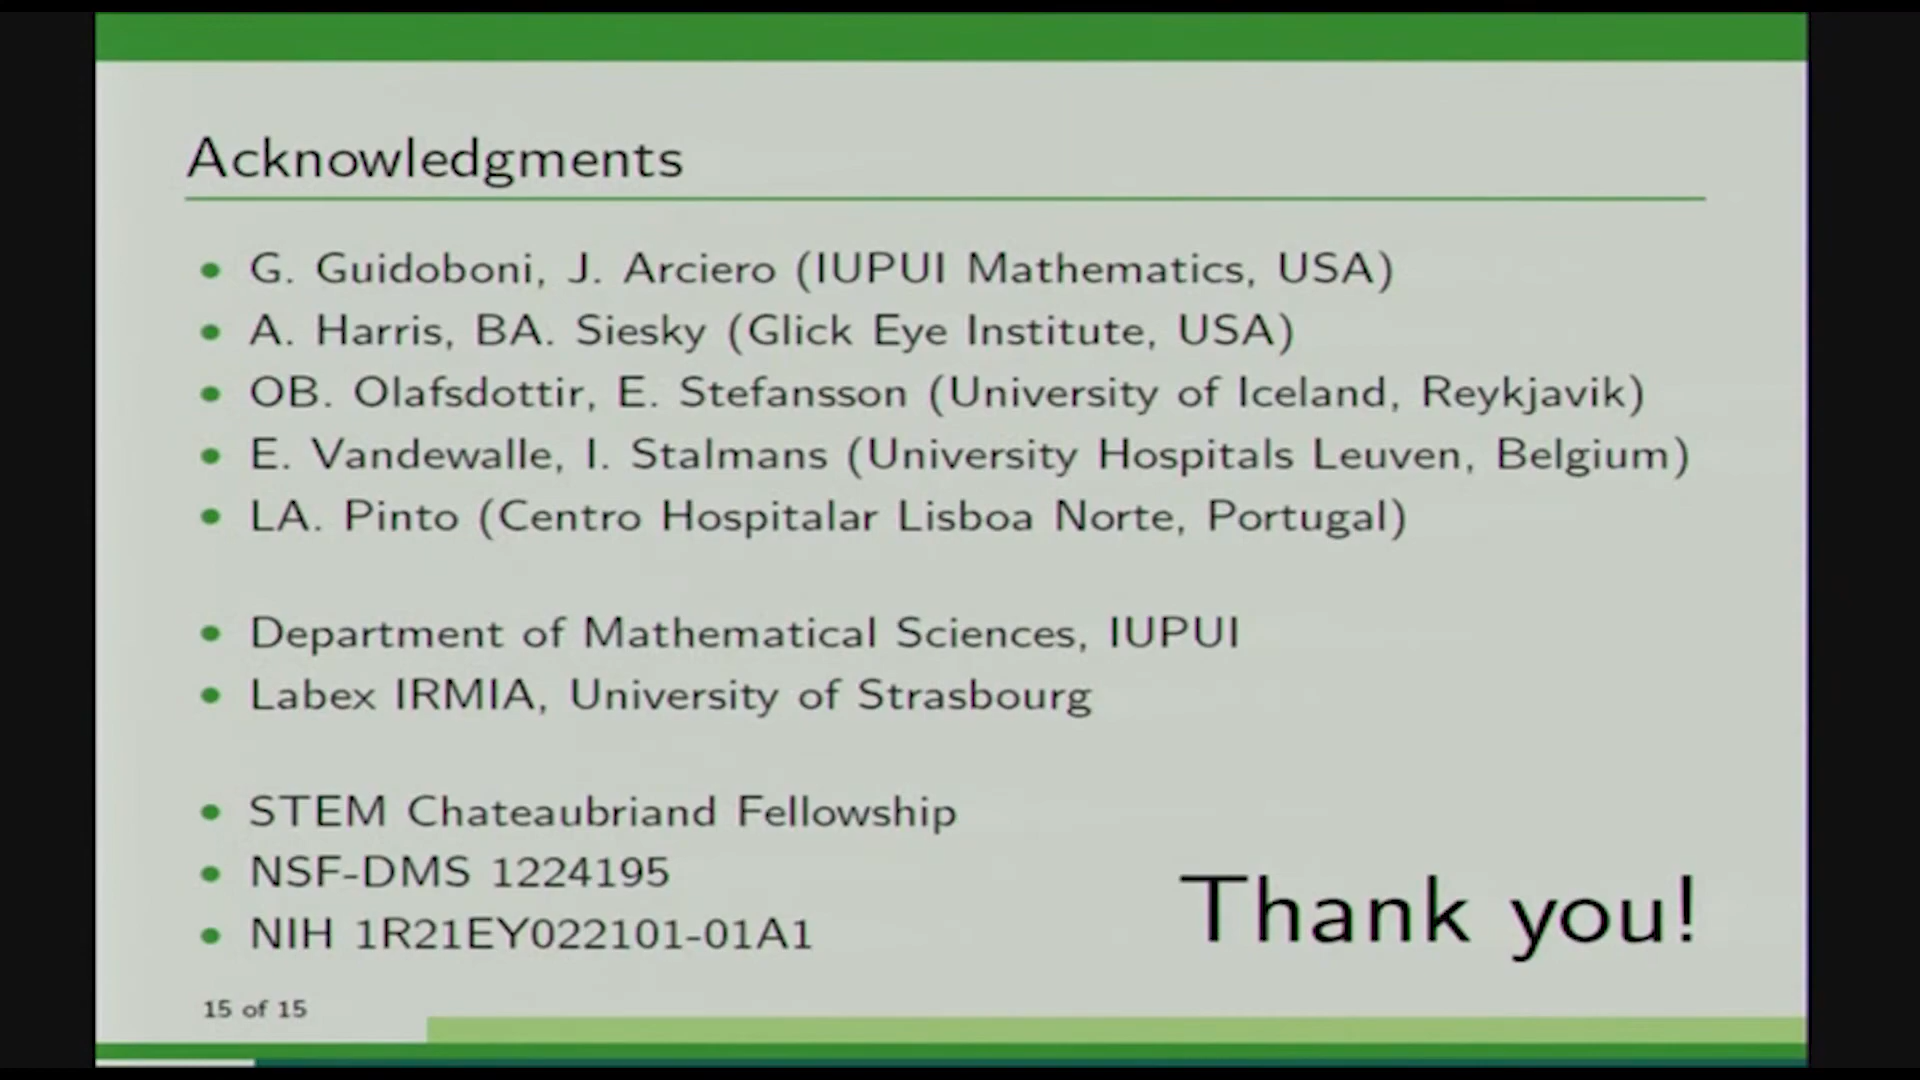 Acknowledgments
• G. Guidoboni, J. Arciero (IUPUI Mathematics, USA)
• A. Harris, BA. Siesky (Glick Eye Institute, USA)
• OB. Olafsdottir, E. Stefansson (University of Iceland, Reykjavik)
• E. Vandewalle, I. Stalmans (University Hospitals Leuven, Belgium)
• LA. Pinto (Centro Hospitalar Lisboa Norte, Portugal)
• Department of Mathematical Sciences, IUPUI
• Labex IRMIA, University of Strasbourg
• STEM Chateaubriand Fellowship
• NSF-DMS 1224195
• NIH 1R21EY022101-01A1
Thank you!
15 of 15